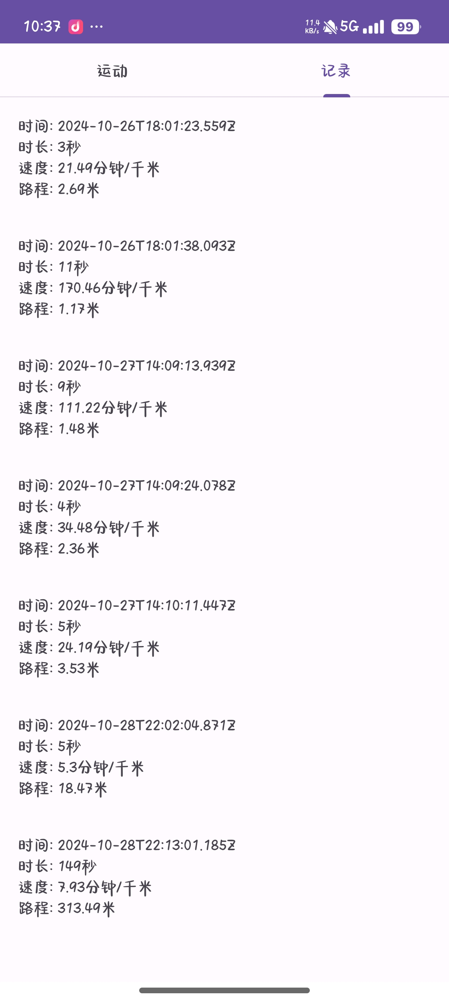 10:37 ... 11.4 KB/s 5G 99
运动 记录
时间: 2024-10-26T18:01:23.559Z
时长: 3秒
速度: 21.49分钟/千米
路程: 2.69米
时间: 2024-10-26T18:01:38.093Z
时长: 11秒
速度: 170.46分钟/千米
路程: 1.17米
时间: 2024-10-27T14:09:13.939Z
时长: 9秒
速度: 111.22分钟/千米
路程: 1.48米
时间: 2024-10-27T14:09:24.078Z
时长: 4秒
速度: 34.48分钟/千米
路程: 2.36米
时间: 2024-10-27T14:10:11.447Z
时长: 5秒
速度: 24.19分钟/千米
路程: 3.53米
时间: 2024-10-28T22:02:04.871Z
时长: 5秒
速度: 5.3分钟/千米
路程: 18.47米
时间: 2024-10-28T22:13:01.185Z
时长: 149秒
速度: 7.93分钟/千米
路程: 313.49米